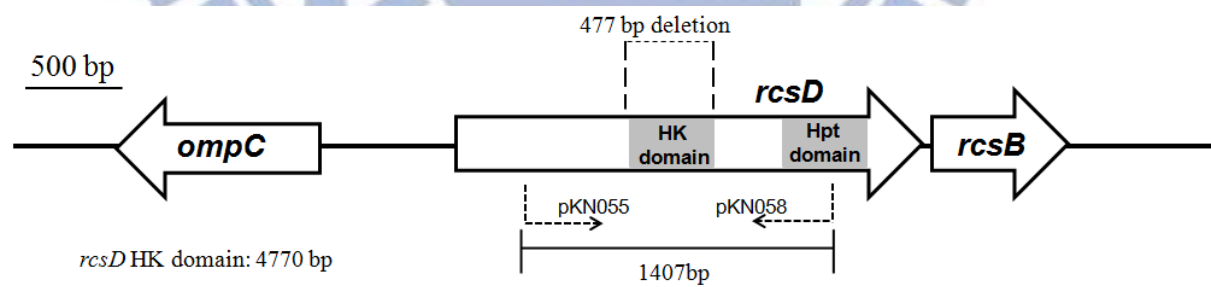 477 bp deletion
500 bp
rcsD
ompC
HK domain
Hpt domain
rcsB
pKN055
pKN058
rcsD HK domain: 4770 bp
1407bp